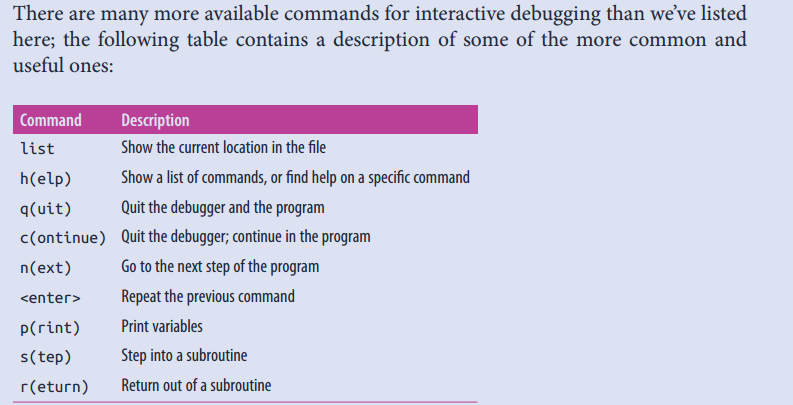 There are many more available commands for interactive debugging than we’ve listed
here; the following table contains a description of some of the more common and
useful ones:
Command Description
list Show the current location in the file
h(elp) Show a list of commands, or find help on a specific command
q(uit) Quit the debugger and the program
c(ontinue) Quit the debugger; continue in the program
n(ext) Go to the next step of the program
<enter> Repeat the previous command
p(rint) Print variables
s(tep) Step into a subroutine
r(eturn) Return out of a subroutine